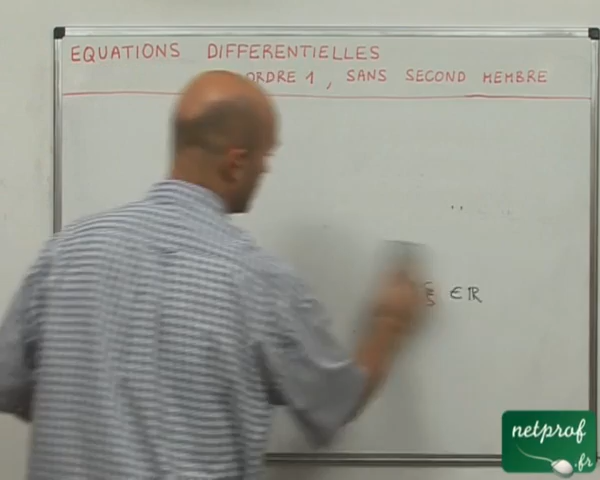 EQUATIONS DIFFERENTIELLES
ORDRE 1, SANS SECOND MEMBRE
∈ ℝ
netprof
.fr